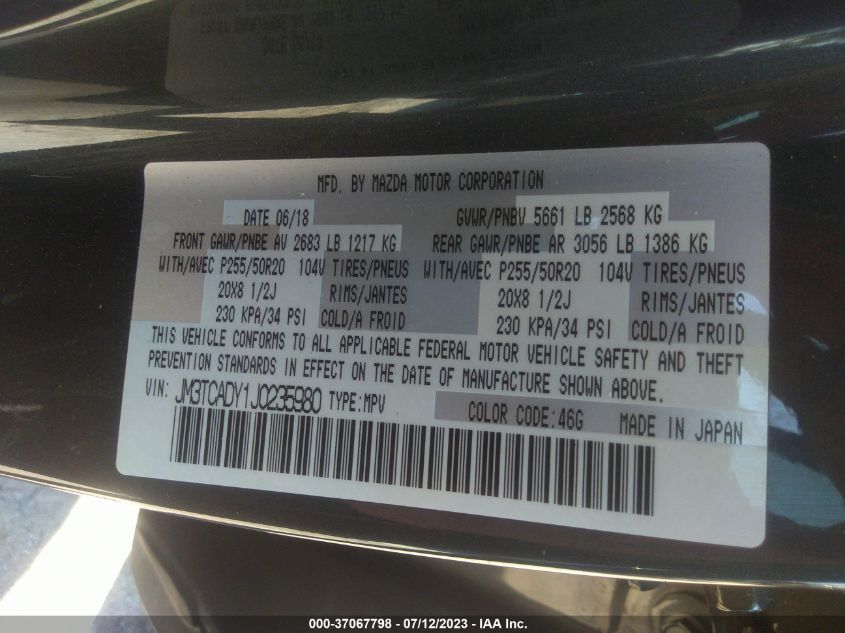 MFD. BY MAZDA MOTOR CORPORATION
DATE 06/18 GVWR/PNBV 5661 LB 2568 KG
FRONT GAWR/PNBE AV 2683 LB 1217 KG REAR GAWR/PNBE AR 3056 LB 1386 KG
WITH/AVEC P255/50R20 104V TIRES/PNEUS WITH/AVEC P255/50R20 104V TIRES/PNEUS
20X8 1/2J RIMS/JANTES 20X8 1/2J RIMS/JANTES
230 KPA/34 PSI COLD/A FROID 230 KPA/34 PSI COLD/A FROID
THIS VEHICLE CONFORMS TO ALL APPLICABLE FEDERAL MOTOR VEHICLE SAFETY AND THEFT
PREVENTION STANDARDS IN EFFECT ON THE DATE OF MANUFACTURE SHOWN ABOVE.
VIN: JM3TCADY1J0235980 TYPE:MPV COLOR CODE:46G MADE IN JAPAN
000-37067798 - 07/12/2023 - IAA Inc.